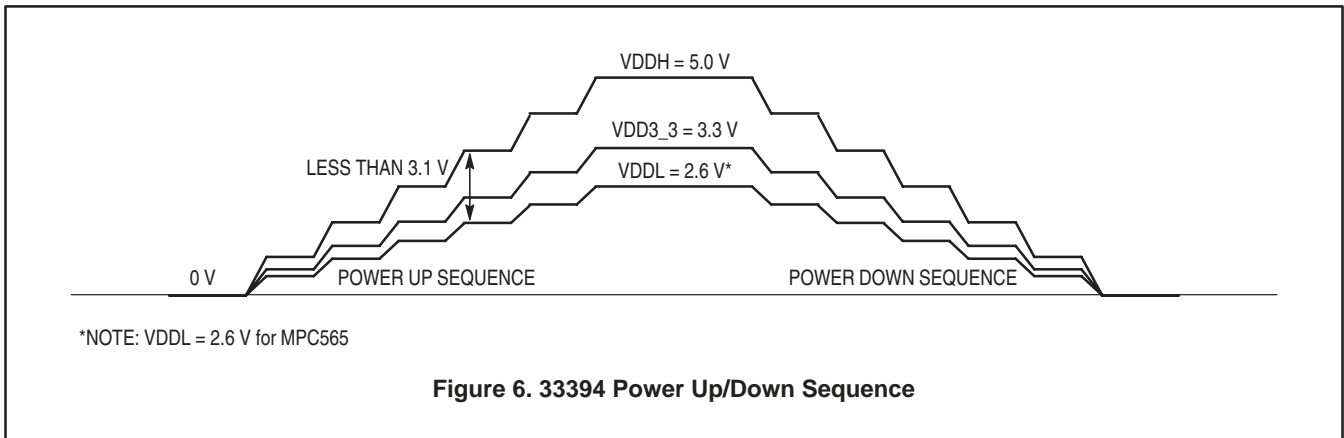 VDDH = 5.0 V
VDD3_3 = 3.3 V
LESS THAN 3.1 V
VDDL = 2.6 V*
0 V
POWER UP SEQUENCE
POWER DOWN SEQUENCE
*NOTE: VDDL = 2.6 V for MPC565
Figure 6. 33394 Power Up/Down Sequence